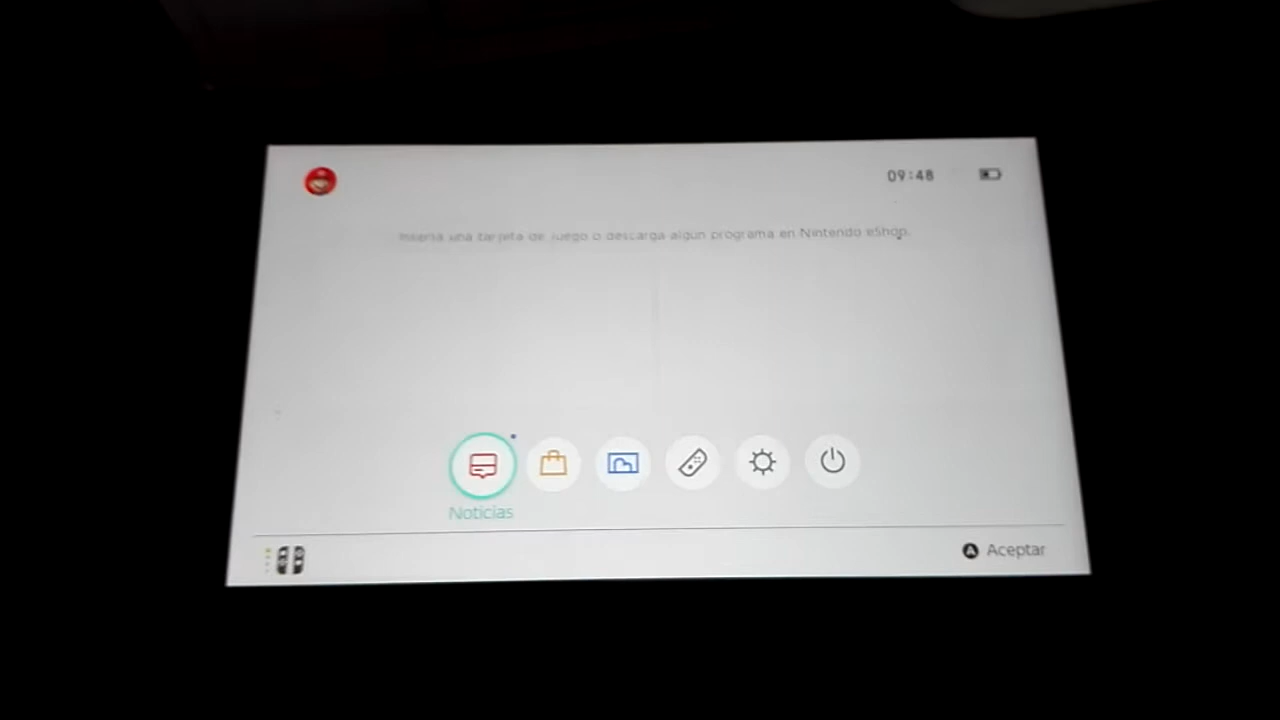 09:48
Inserta una tarjeta de juego o descarga algún programa en Nintendo eShop.
Noticias
A Aceptar